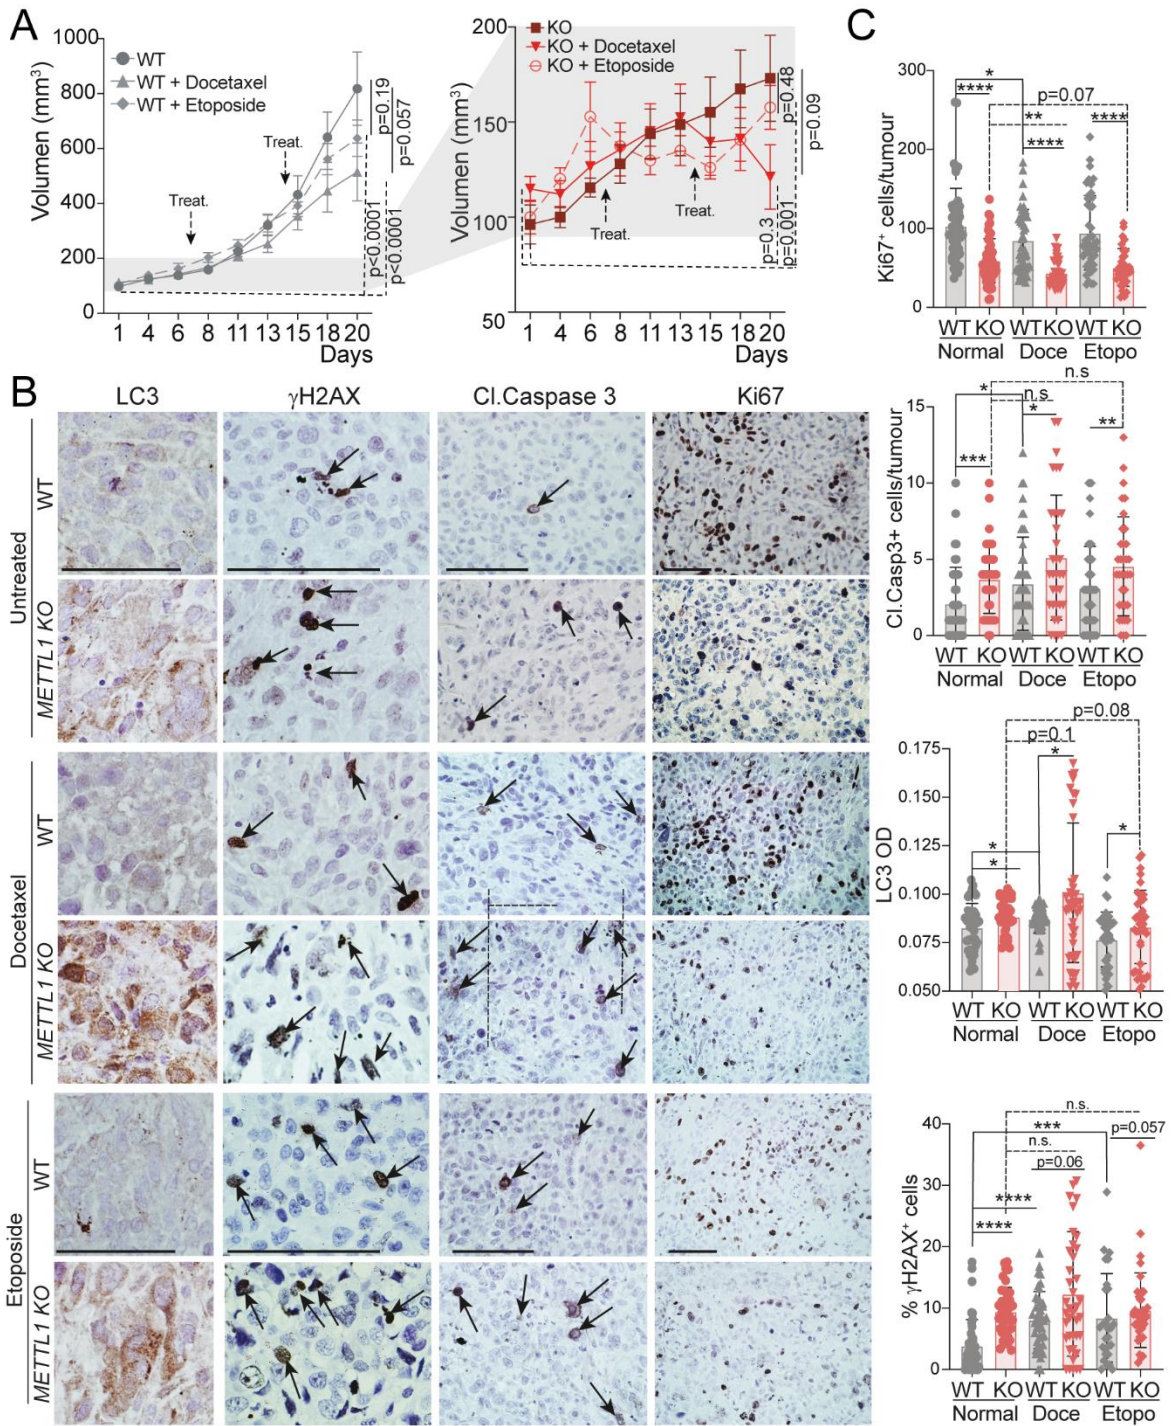 A
Volumen (mm³)
1000
800
600
400
200
0
WT
WT + Docetaxel
WT + Etoposide
Treat.
Treat.
p=0.19
p=0.057
p<0.0001
p<0.0001
1 4 6 8 11 13 15 18 20
Days
Volumen (mm³)
200
150
100
50
KO
KO + Docetaxel
KO + Etoposide
Treat.
Treat.
p=0.48
p=0.09
p=0.3
p=0.001
1 4 6 8 11 13 15 18 20
Days
B
LC3 γH2AX Cl.Caspase 3 Ki67
Untreated
WT
METTL1 KO
Docetaxel
WT
METTL1 KO
Etoposide
WT
METTL1 KO
C
Ki67⁺ cells/tumour
300
200
100
0
*
****
p=0.07
**
****
****
WT KO WT KO WT KO
Normal Doce Etopo
Cl.Casp3+ cells/tumour
15
10
5
0
n.s
*
n.s
*
**
***
WT KO WT KO WT KO
Normal Doce Etopo
LC3 OD
0.175
0.150
0.125
0.100
0.075
0.050
p=0.08
p=0.1
*
*
*
*
WT KO WT KO WT KO
Normal Doce Etopo
% γH2AX⁺ cells
40
30
20
10
0
n.s.
***
p=0.057
n.s.
p=0.06
****
****
WT KO WT KO WT KO
Normal Doce Etopo